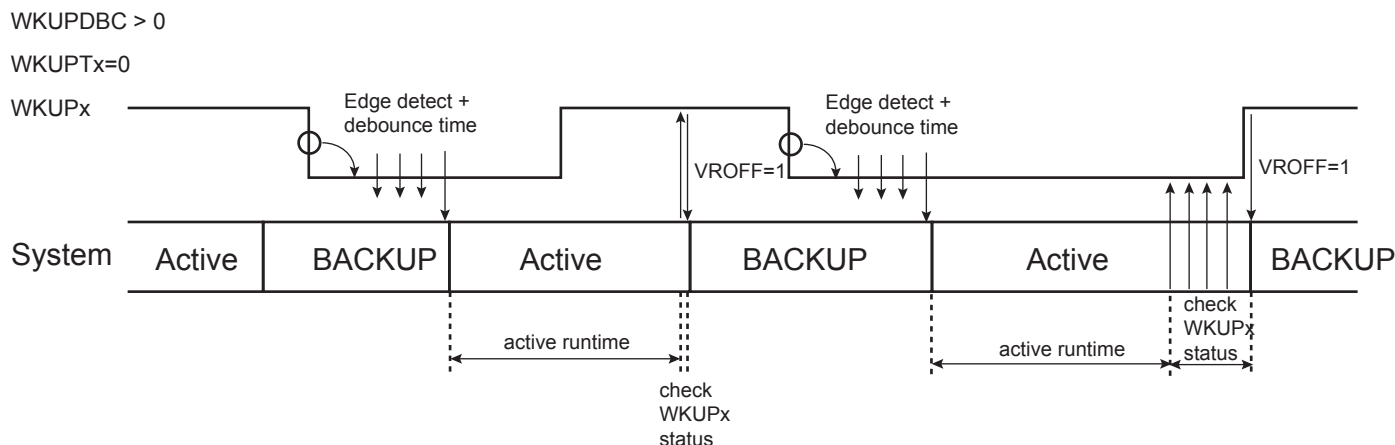 WKUPDBC > 0
WKUPTx=0
WKUPx
Edge detect +
debounce time
VROFF=1
Edge detect +
debounce time
VROFF=1
System
Active
BACKUP
Active
BACKUP
Active
BACKUP
active runtime
check
WKUPx
status
active runtime
check
WKUPx
status